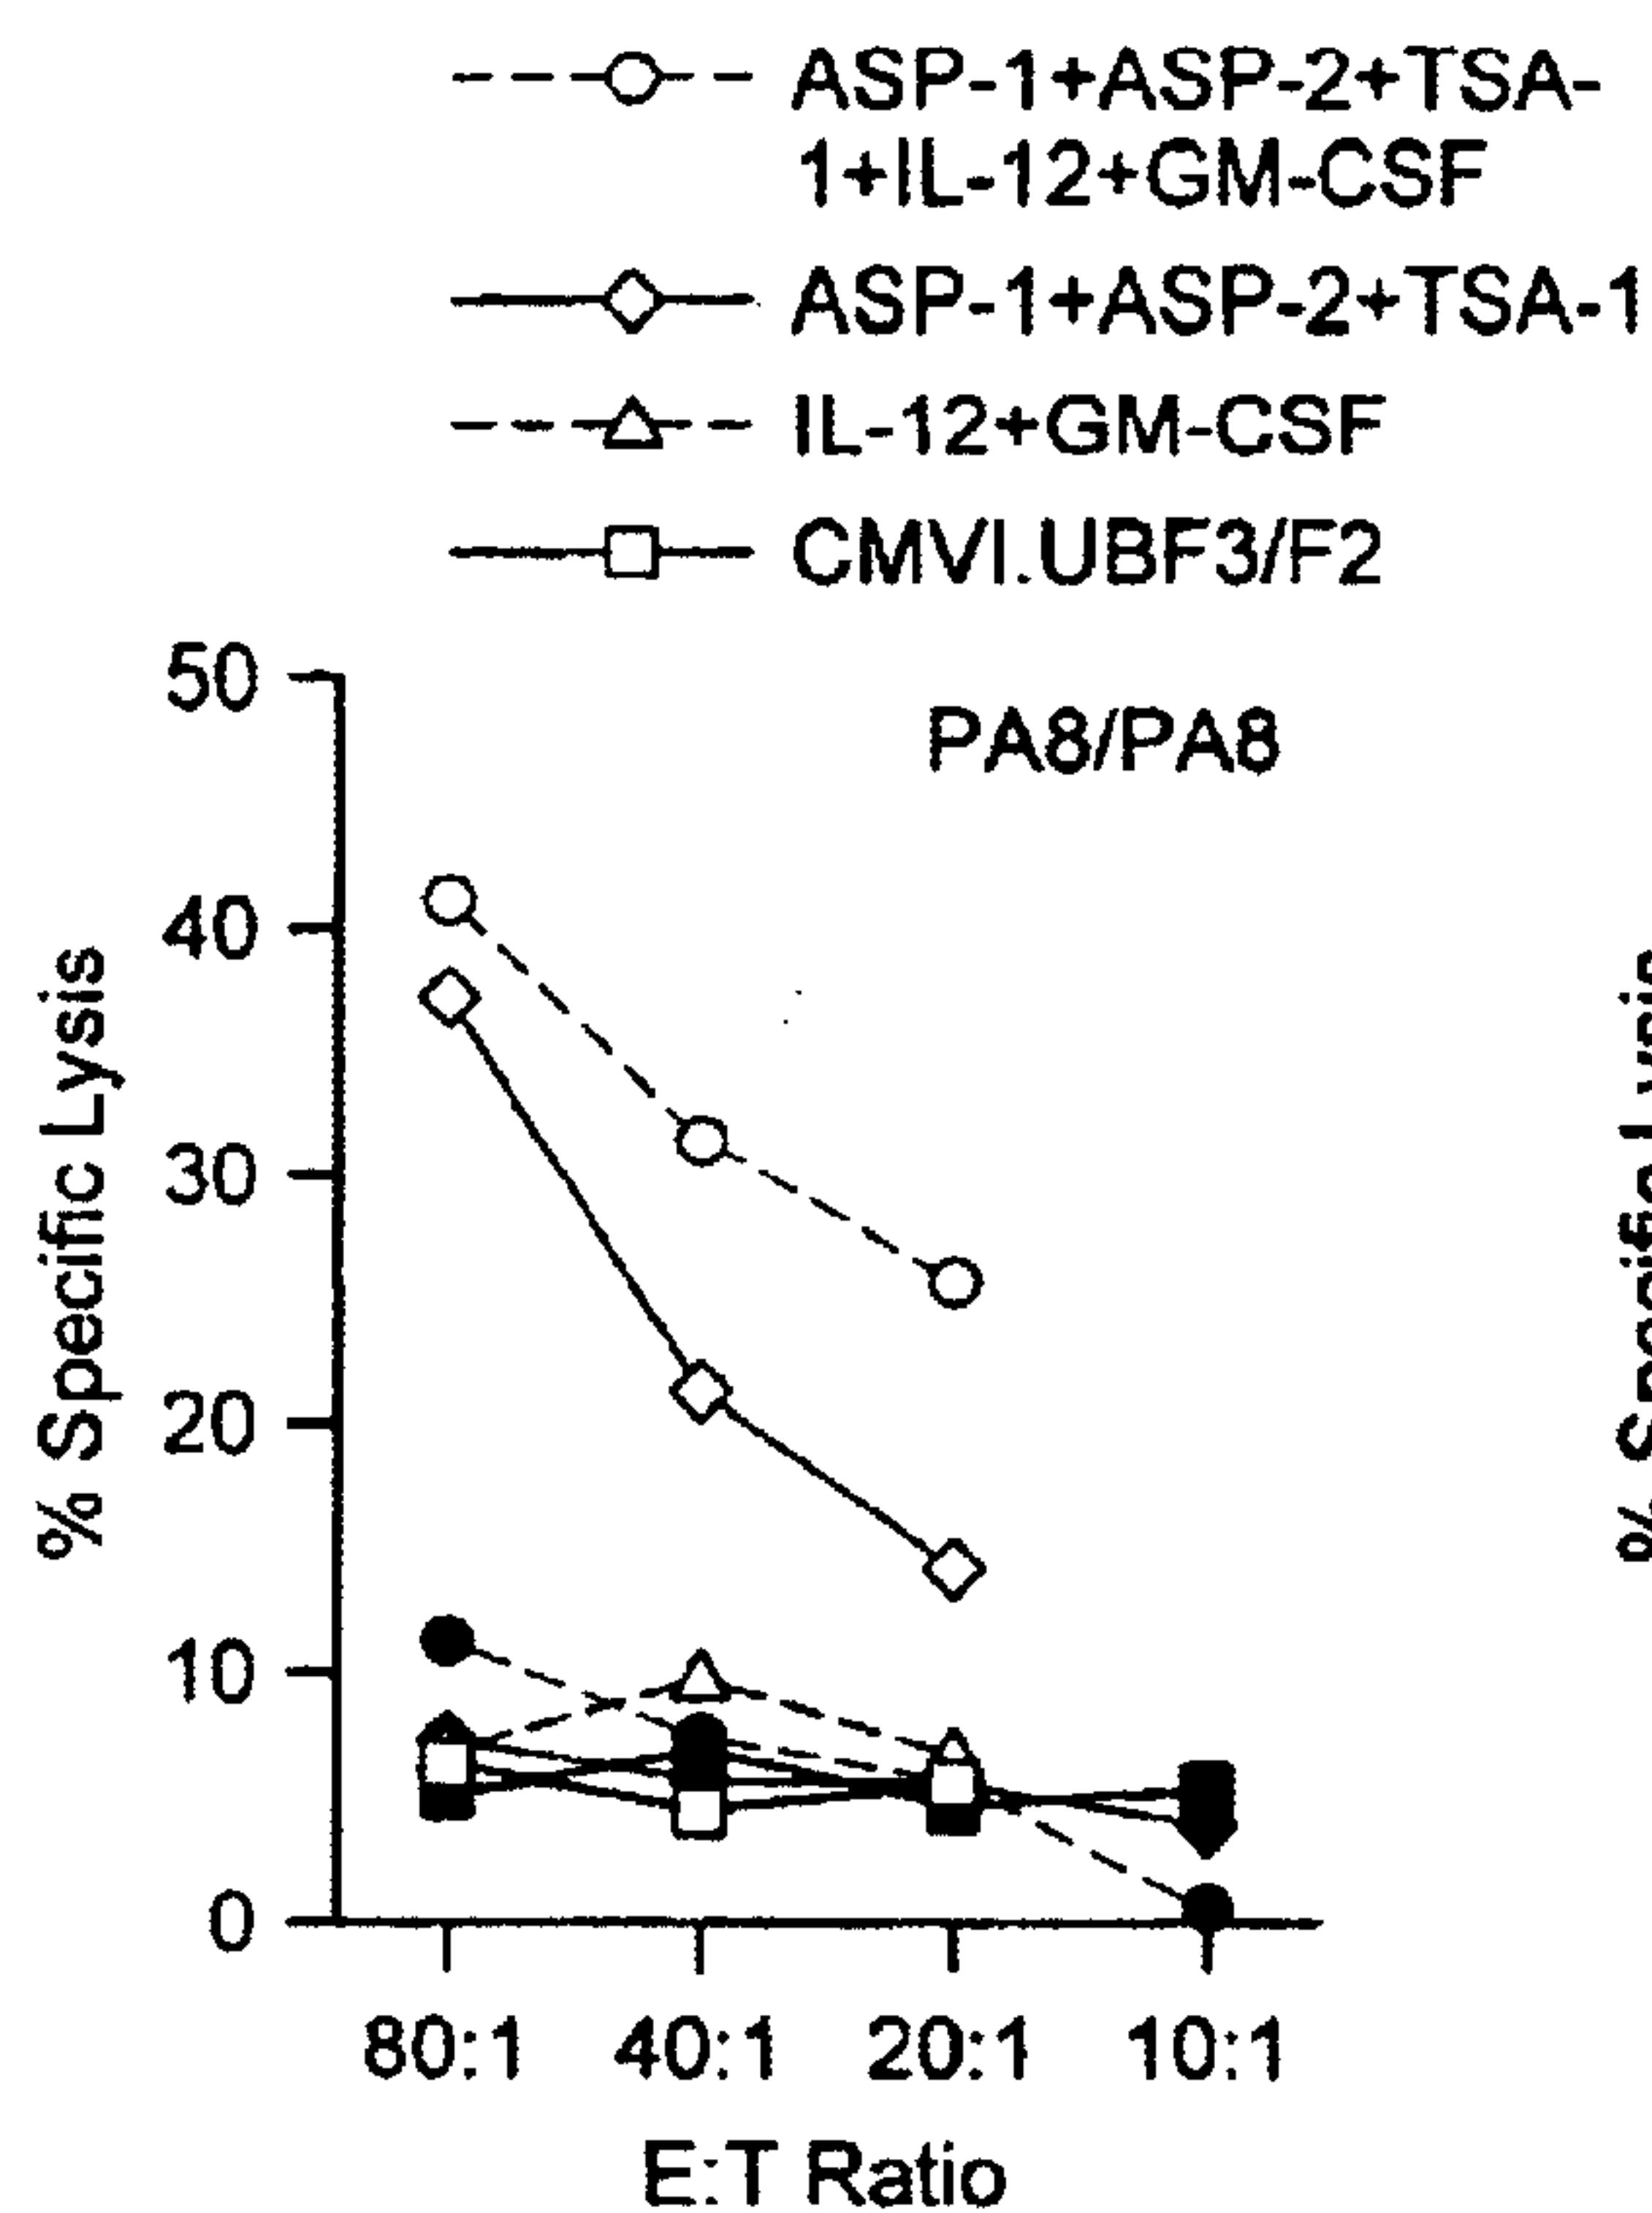 ASP-1+ASP-2+TSA-
1+IL-12+GM-CSF
ASP-1+ASP-2+TSA-1
IL-12+GM-CSF
CMVI.UBF3/F2
PA8/PA8
50
40
30
20
10
0
% Specific Lysis
80:1 40:1 20:1 10:1
E:T Ratio
% Specific Lysis